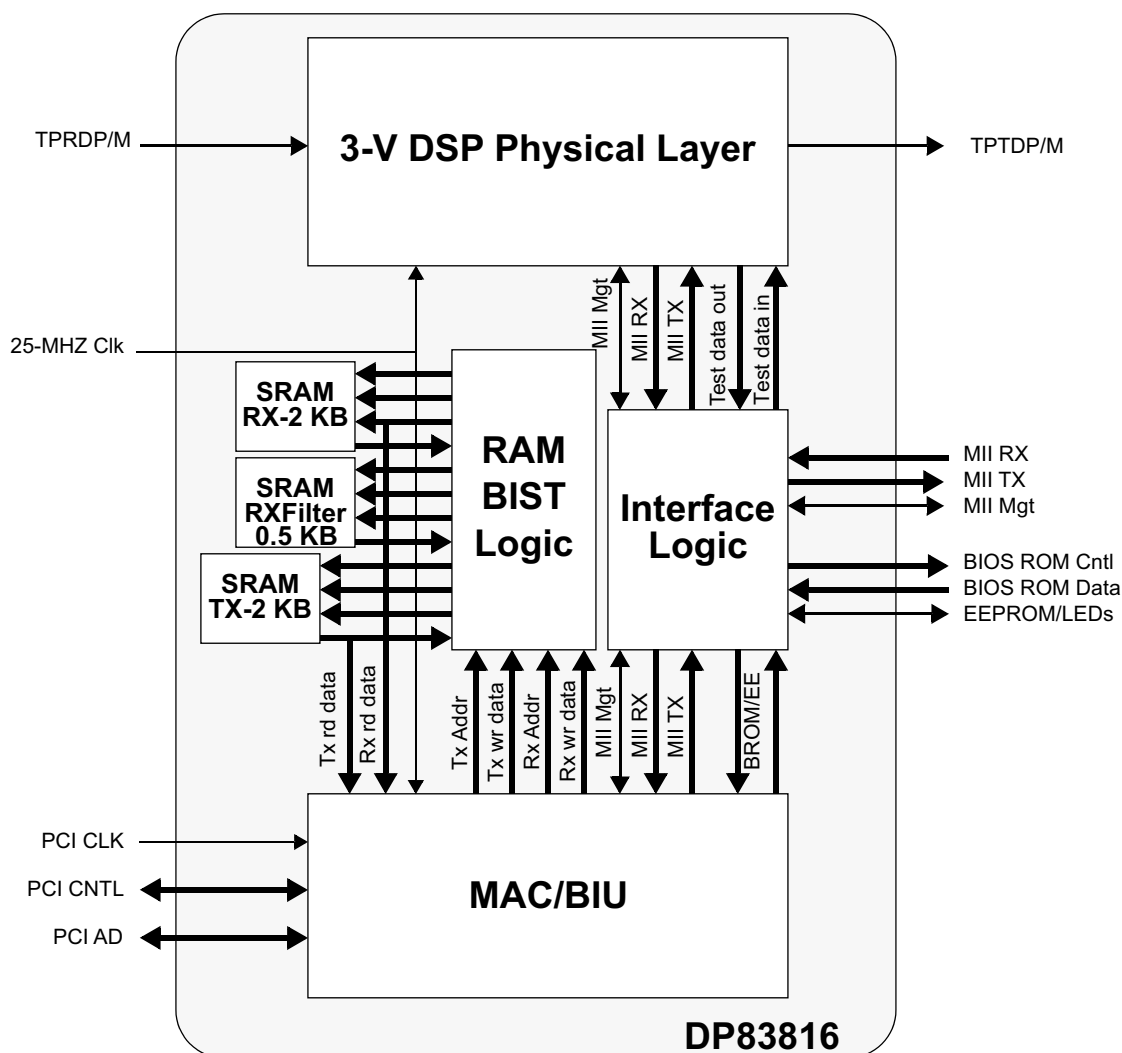 TPRDP/M
3-V DSP Physical Layer
TPTDP/M
25-MHZ Clk
MII Mgt
MII RX
MII TX
Test data out
Test data in
SRAM
RX-2 KB
SRAM
RXFilter
0.5 KB
SRAM
TX-2 KB
RAM
BIST
Logic
Interface
Logic
MII RX
MII TX
MII Mgt
BIOS ROM Cntl
BIOS ROM Data
EEPROM/LEDs
Tx rd data
Rx rd data
Tx Addr
Tx wr data
Rx Addr
Rx wr data
MII Mgt
MII RX
MII TX
BROM/EE
PCI CLK
PCI CNTL
PCI AD
MAC/BIU
DP83816